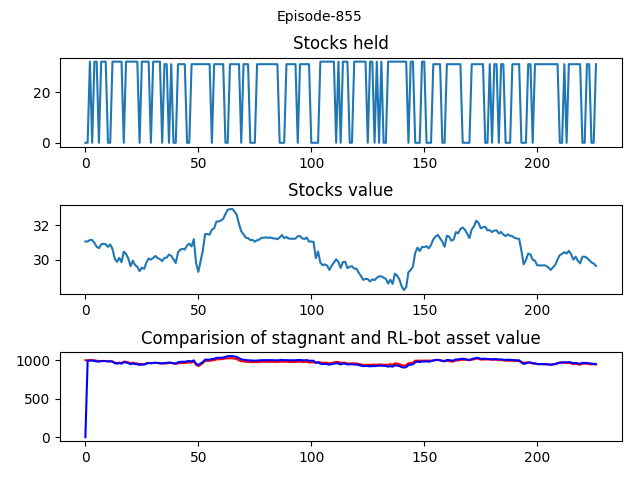 Episode-855
Stocks held
20
0
0 50 100 150 200
Stocks value
32
30
0 50 100 150 200
Comparision of stagnant and RL-bot asset value
1000
500
0
0 50 100 150 200